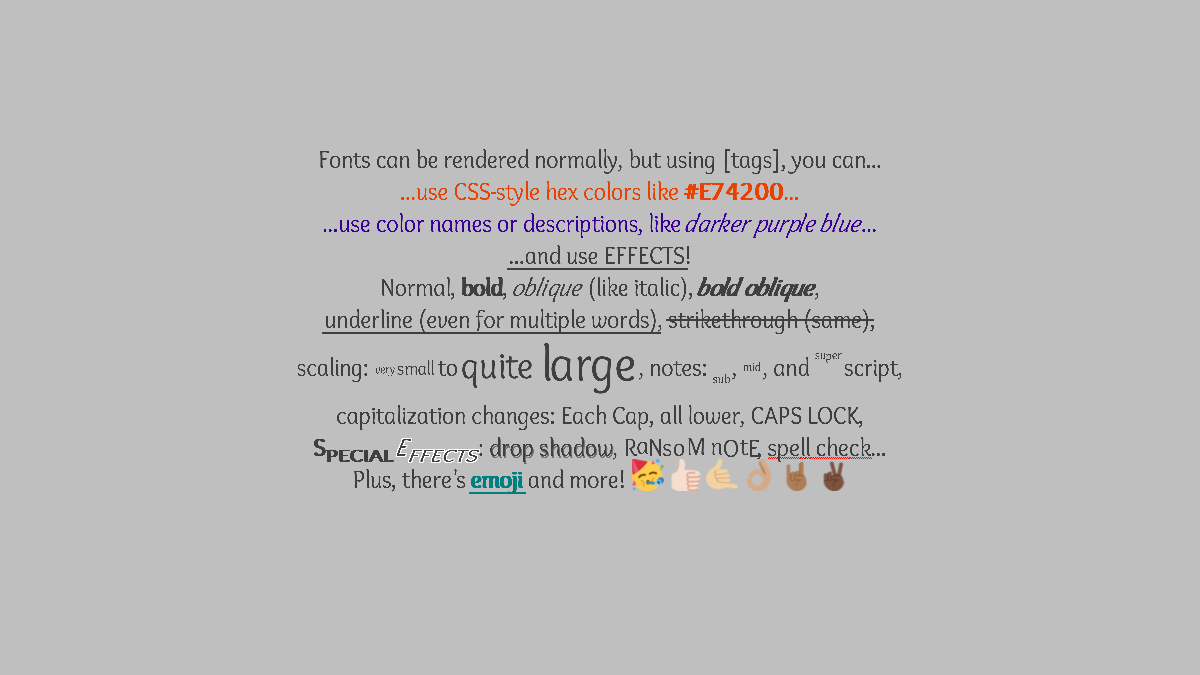 Fonts can be rendered normally, but using [tags], you can...
...use CSS-style hex colors like #E74200...
...use color names or descriptions, like darker purple blue...
...and use EFFECTS!
Normal, bold, oblique (like italic), bold oblique,
underline (even for multiple words), strikethrough (same),
scaling: very small to quite large, notes: sub, mid, and super script,
capitalization changes: Each Cap, all lower, CAPS LOCK,
SPECIAL EFFECTS: drop shadow, RaNsoM nOtE, spell check...
Plus, there's emoji and more! 🥳👍🏻🤙🏼👌🏽🤘🏾✌🏿